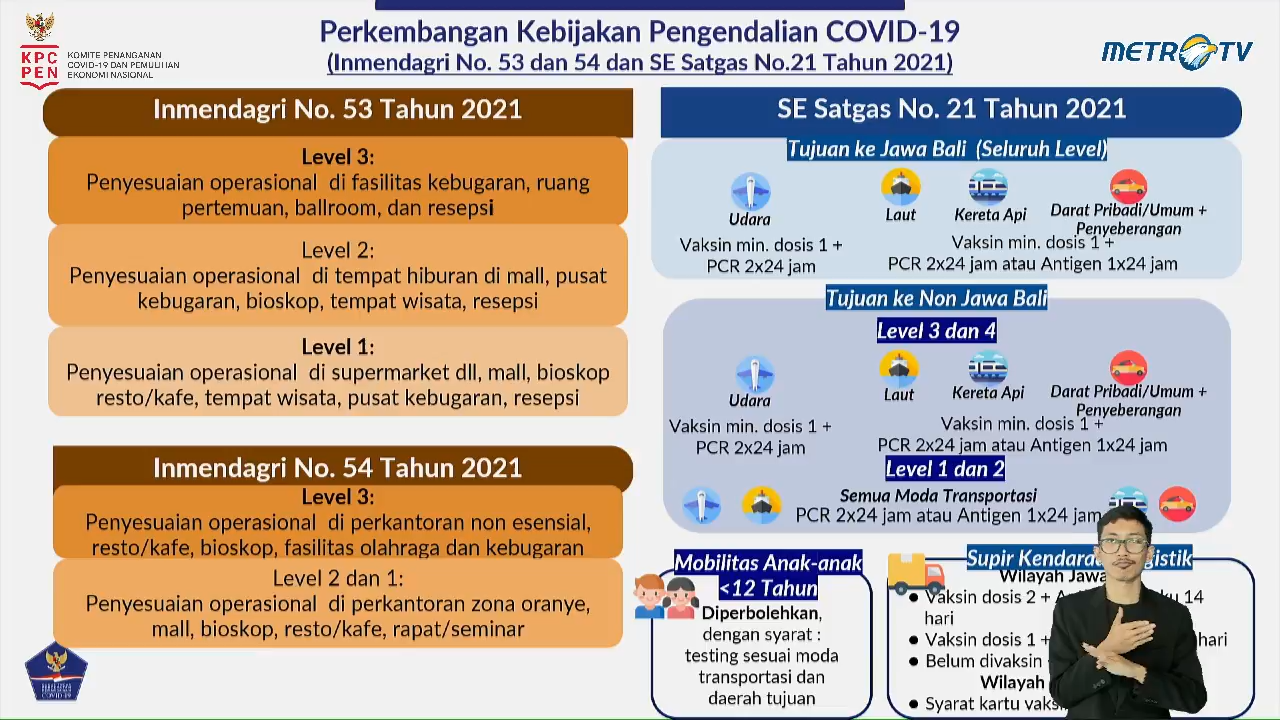 Perkembangan Kebijakan Pengendalian COVID-19
(Inmendagri No. 53 dan 54 dan SE Satgas No.21 Tahun 2021)
KPC
PEN
KOMITE PENANGANAN
COVID-19 DAN PEMULIHAN
EKONOMI NASIONAL
METRO TV
Inmendagri No. 53 Tahun 2021
Level 3:
Penyesuaian operasional di fasilitas kebugaran, ruang
pertemuan, ballroom, dan resepsi
Level 2:
Penyesuaian operasional di tempat hiburan di mall, pusat
kebugaran, bioskop, tempat wisata, resepsi
Level 1:
Penyesuaian operasional di supermarket dll, mall, bioskop
resto/kafe, tempat wisata, pusat kebugaran, resepsi
Inmendagri No. 54 Tahun 2021
Level 3:
Penyesuaian operasional di perkantoran non esensial,
resto/kafe, bioskop, fasilitas olahraga dan kebugaran
Level 2 dan 1:
Penyesuaian operasional di perkantoran zona oranye,
mall, bioskop, resto/kafe, rapat/seminar
COVID-19
SE Satgas No. 21 Tahun 2021
Tujuan ke Jawa Bali (Seluruh Level)
Udara
Laut
Kereta Api
Darat Pribadi/Umum +
Penyeberangan
Vaksin min. dosis 1 +
PCR 2x24 jam
Vaksin min. dosis 1 +
PCR 2x24 jam atau Antigen 1x24 jam
Tujuan ke Non Jawa Bali
Level 3 dan 4
Udara
Laut
Kereta Api
Darat Pribadi/Umum +
Penyeberangan
Vaksin min. dosis 1 +
PCR 2x24 jam
Vaksin min. dosis 1 +
PCR 2x24 jam atau Antigen 1x24 jam
Level 1 dan 2
Semua Moda Transportasi
PCR 2x24 jam atau Antigen 1x24 jam
Mobilitas Anak-anak
<12 Tahun
Diperbolehkan,
dengan syarat :
testing sesuai moda
transportasi dan
daerah tujuan
Supir
Wilayah Jawa
● Vaksin dosis 2 + 14
hari
● Vaksin dosis 1 + hari
● Belum divaksin
Wilayah
● Syarat kartu